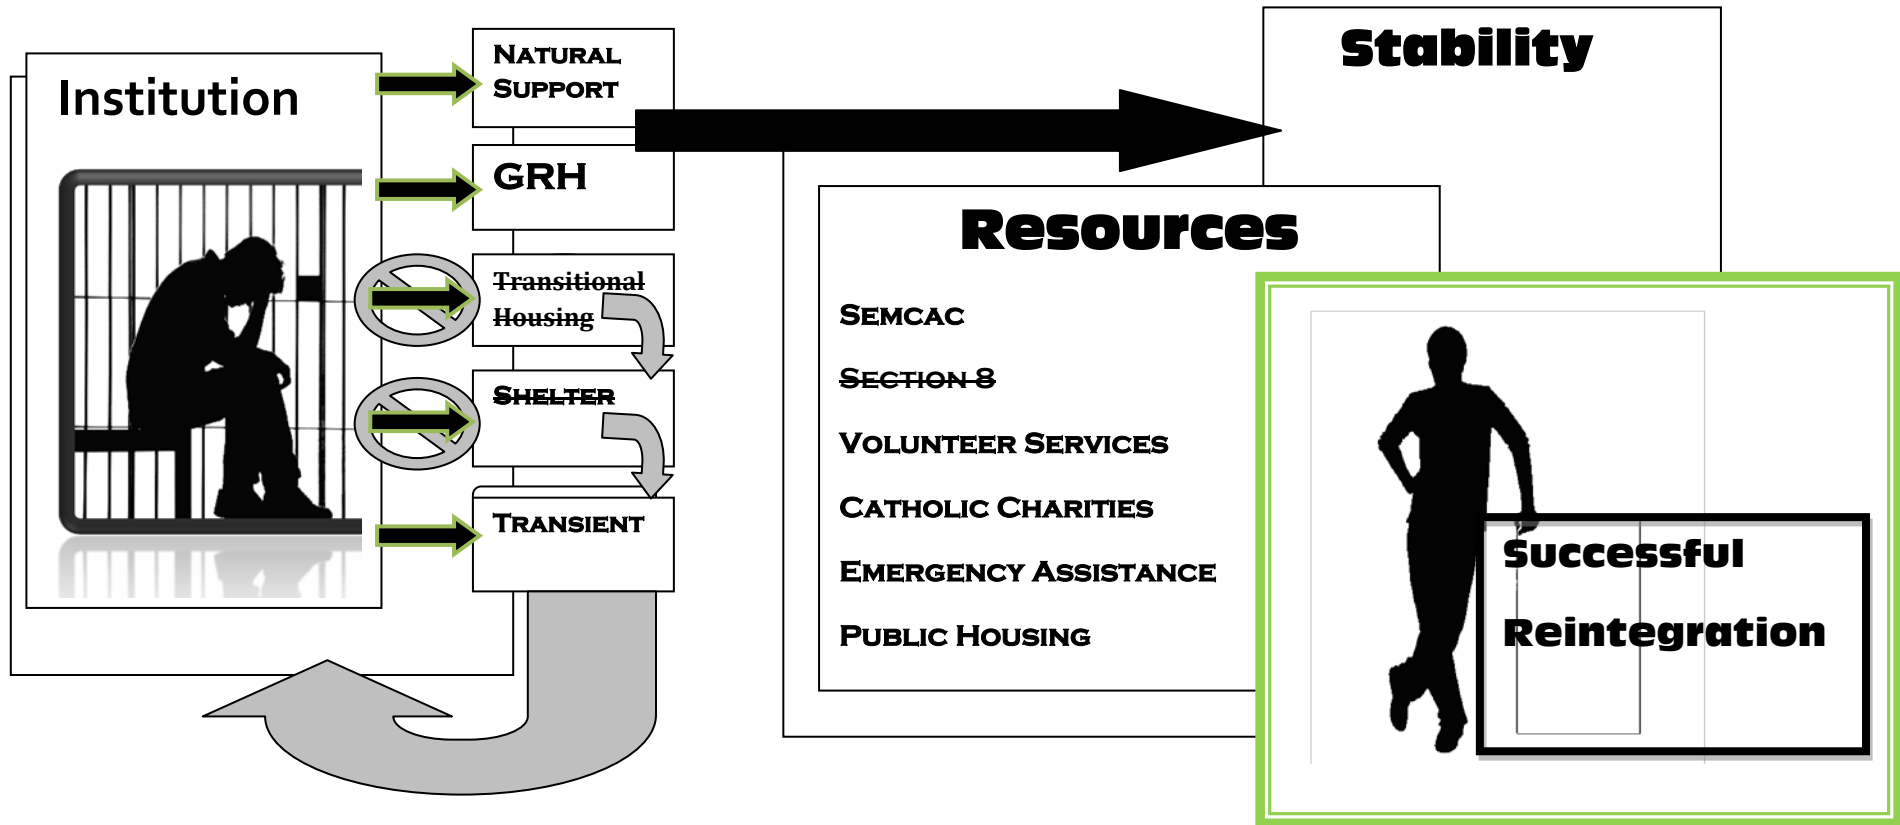 Institution
NATURAL
SUPPORT
GRH
Transitional
Housing
SHELTER
TRANSIENT
Stability
Resources
SEMCAC
SECTION 8
VOLUNTEER SERVICES
CATHOLIC CHARITIES
EMERGENCY ASSISTANCE
PUBLIC HOUSING
Successful
Reintegration